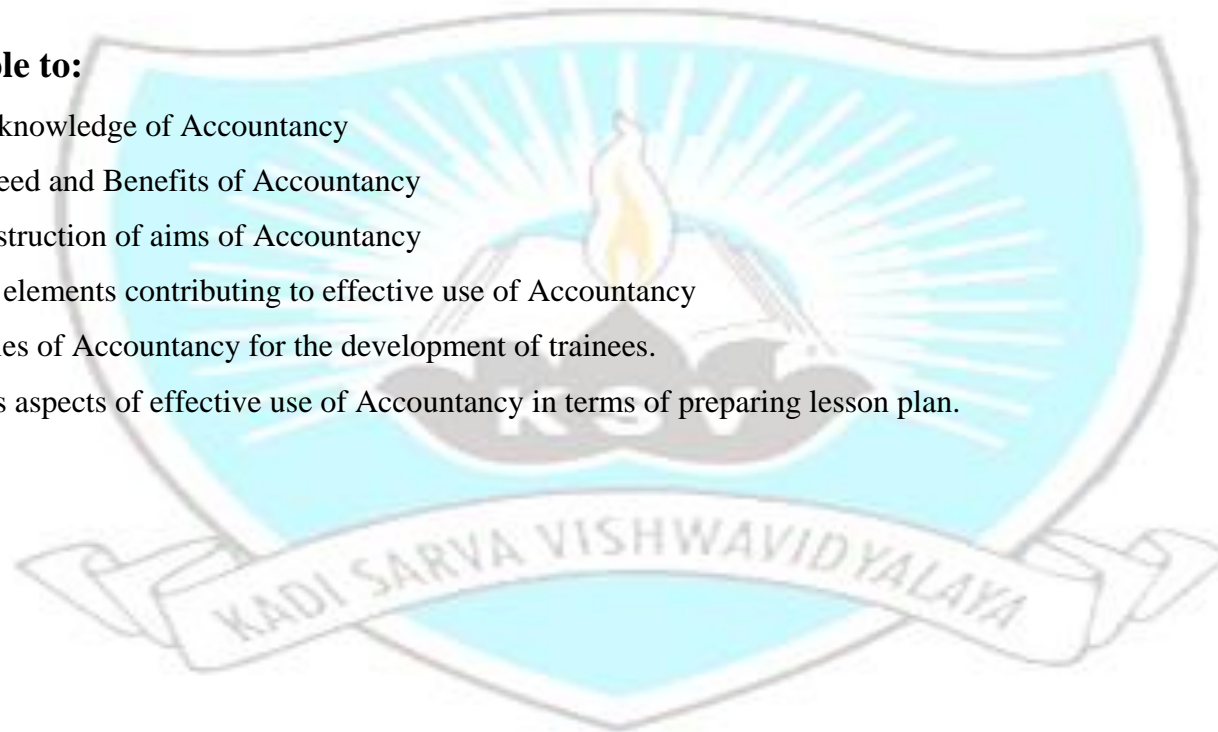 ble to:
knowledge of Accountancy
eed and Benefits of Accountancy
struction of aims of Accountancy
elements contributing to effective use of Accountancy
les of Accountancy for the development of trainees.
s aspects of effective use of Accountancy in terms of preparing lesson plan.
KSV
KADI SARVA VISHWAVIDYALAYA